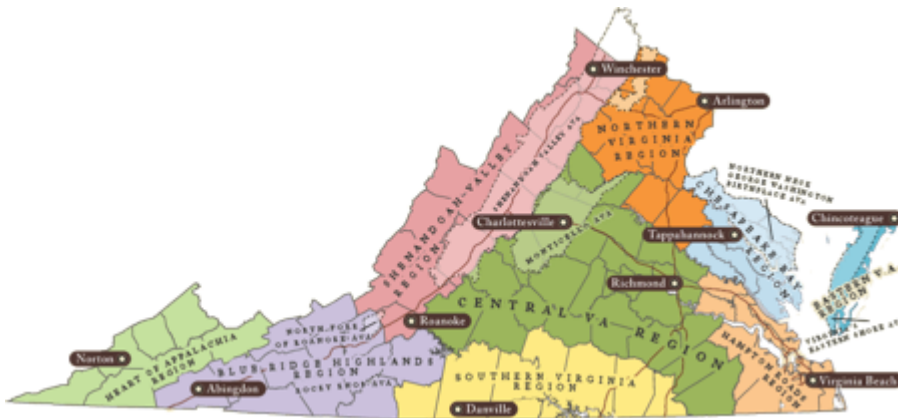 Winchester
Arlington
NORTHERN
VIRGINIA
REGION
SHENANDOAH VALLEY AVA
SHENANDOAH VALLEY
REGION
NORTHERN NECK
GEORGE WASHINGTON
BIRTHPLACE AVA
CHESAPEAKE BAY
REGION
Chincoteague
Charlottesville
MONTICELLO AVA
Tappahannock
EASTERN VA
REGION
Richmond
CENTRAL VA REGION
Roanoke
NORTH FORK
OF ROANOKE AVA
EASTERN SHORE AVA
Norton
HEART OF APPALACHIA
REGION
BLUE RIDGE HIGHLANDS
REGION
ROCKY KNOB AVA
Abingdon
SOUTHERN VIRGINIA
REGION
HAMPTON ROADS
REGION
Virginia Beach
Danville